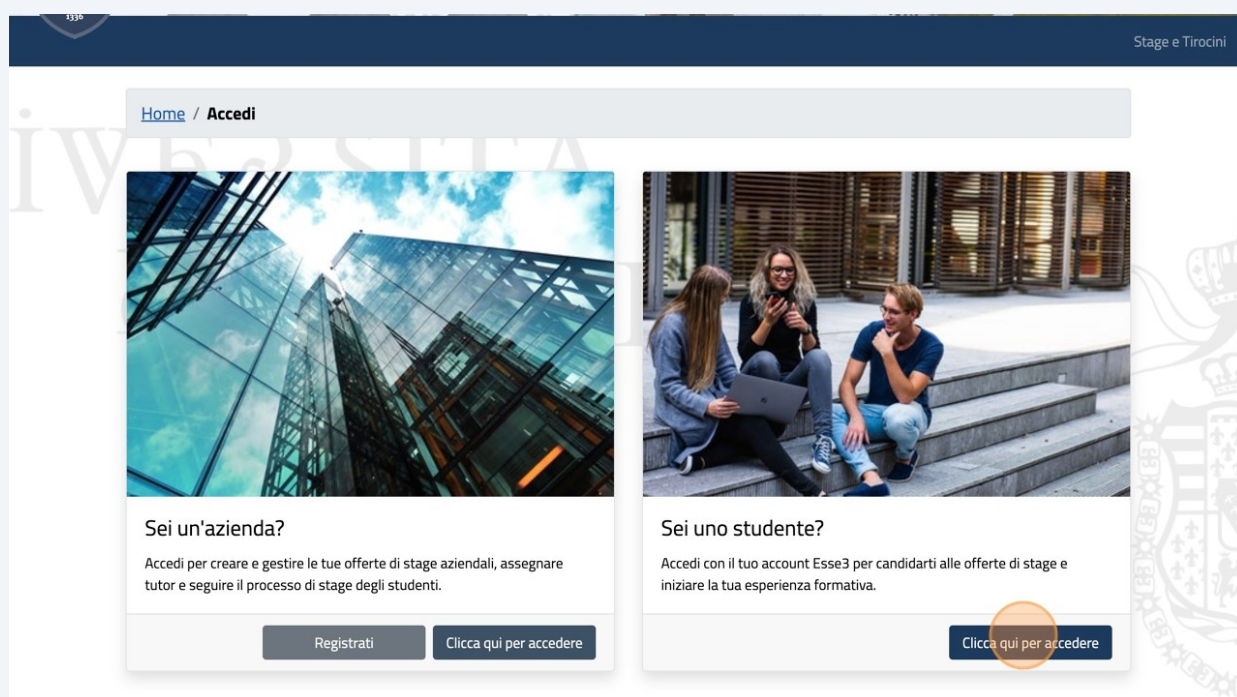 1336
Stage e Tirocini
Home / Accedi
Sei un'azienda?
Accedi per creare e gestire le tue offerte di stage aziendali, assegnare
tutor e seguire il processo di stage degli studenti.
Registrati
Clicca qui per accedere
Sei uno studente?
Accedi con il tuo account Esse3 per candidarti alle offerte di stage e
iniziare la tua esperienza formativa.
Clicca qui per accedere